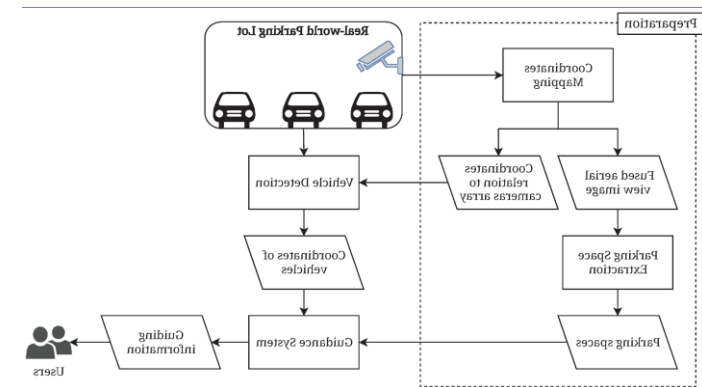 Preparation
Real-world Parking Lot
Coordinates
Mapping
Fused aerial
view image
Coordinates
relation to
cameras array
Vehicle Detection
Parking Space
Extraction
Coordinates of
vehicles
Parking spaces
Guidance System
Guiding
information
Users